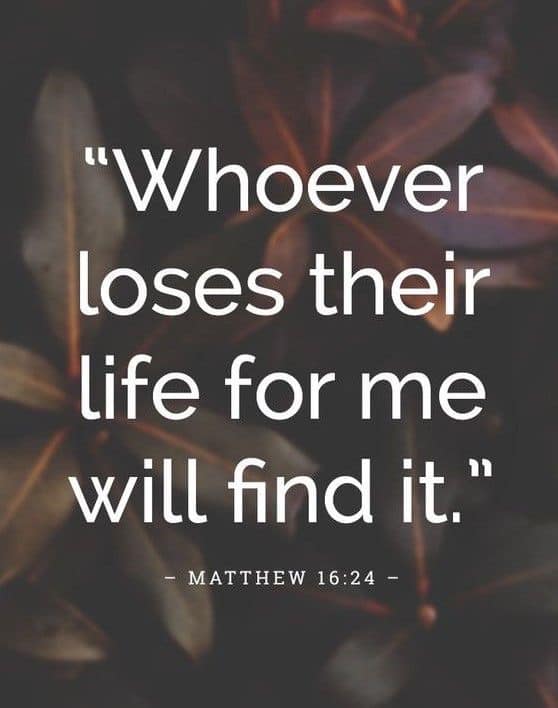 “Whoever
loses their
life for me
will find it.”
– MATTHEW 16:24 –